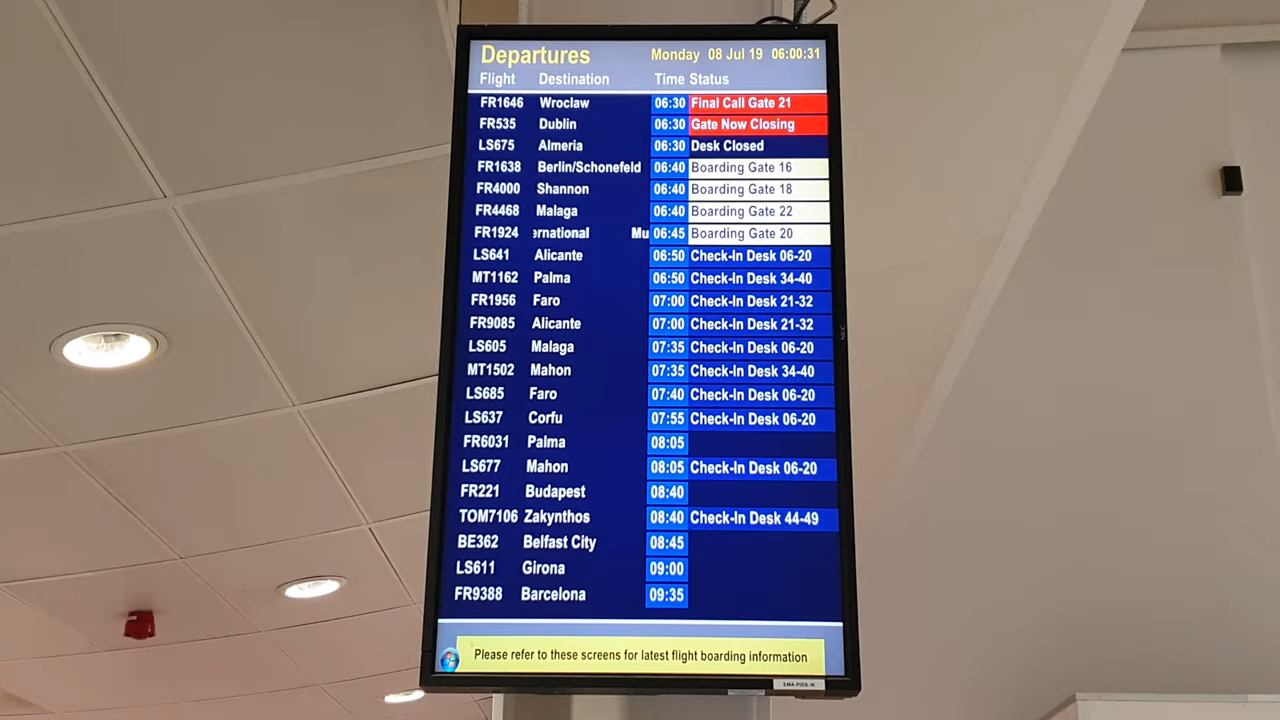 Departures Monday 08 Jul 19 06:00:31
Flight Destination Time Status
FR1646 Wroclaw 06:30 Final Call Gate 21
FR535 Dublin 06:30 Gate Now Closing
LS675 Almeria 06:30 Desk Closed
FR1638 Berlin/Schonefeld 06:40 Boarding Gate 16
FR4000 Shannon 06:40 Boarding Gate 18
FR4468 Malaga 06:40 Boarding Gate 22
FR1924 ernational Mu 06:45 Boarding Gate 20
LS641 Alicante 06:50 Check-In Desk 06-20
MT1162 Palma 06:50 Check-In Desk 34-40
FR1956 Faro 07:00 Check-In Desk 21-32
FR9085 Alicante 07:00 Check-In Desk 21-32
LS605 Malaga 07:35 Check-In Desk 06-20
MT1502 Mahon 07:35 Check-In Desk 34-40
LS685 Faro 07:40 Check-In Desk 06-20
LS637 Corfu 07:55 Check-In Desk 06-20
FR6031 Palma 08:05
LS677 Mahon 08:05 Check-In Desk 06-20
FR221 Budapest 08:40
TOM7106 Zakynthos 08:40 Check-In Desk 44-49
BE362 Belfast City 08:45
LS611 Girona 09:00
FR9388 Barcelona 09:35
Please refer to these screens for latest flight boarding information
NEC